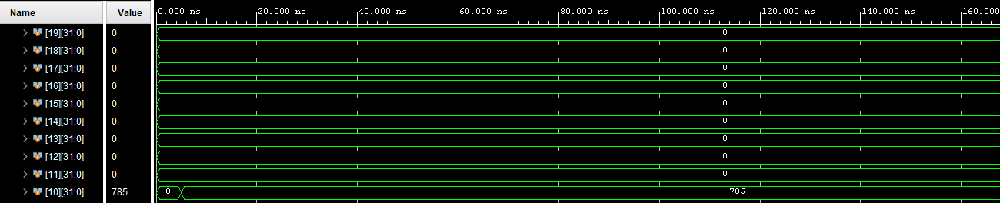 Name Value 0.000 ns 20.000 ns 40.000 ns 60.000 ns 80.000 ns 100.000 ns 120.000 ns 140.000 ns 160.000
[19][31:0] 0 0
[18][31:0] 0 0
[17][31:0] 0 0
[16][31:0] 0 0
[15][31:0] 0 0
[14][31:0] 0 0
[13][31:0] 0 0
[12][31:0] 0 0
[11][31:0] 0 0
[10][31:0] 785 0 785